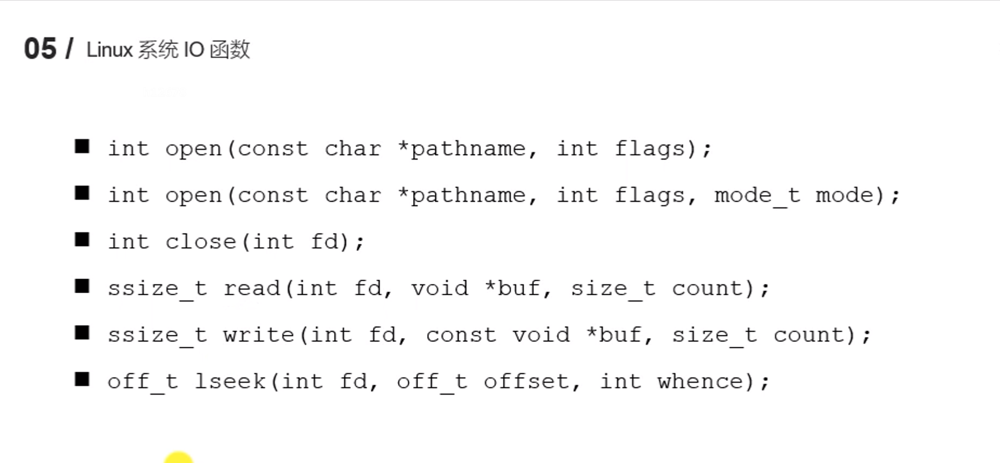 05 / Linux 系统 IO 函数
■ int open(const char *pathname, int flags);
■ int open(const char *pathname, int flags, mode_t mode);
■ int close(int fd);
■ ssize_t read(int fd, void *buf, size_t count);
■ ssize_t write(int fd, const void *buf, size_t count);
■ off_t lseek(int fd, off_t offset, int whence);